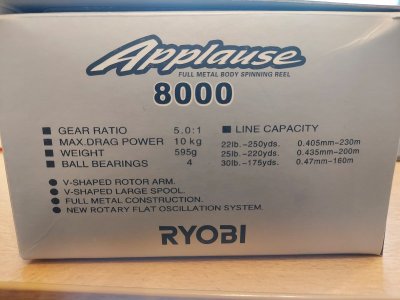 Applause
FULL METAL BODY SPINNING REEL
8000
GEAR RATIO 5.0:1
MAX.DRAG POWER 10 kg
WEIGHT 595g
BALL BEARINGS 4
LINE CAPACITY
22lb.-250yds. 0.405mm-230m
25lb.-220yds. 0.435mm-200m
30lb.-175yds. 0.47mm-160m
V-SHAPED ROTOR ARM.
V-SHAPED LARGE SPOOL.
FULL METAL CONSTRUCTION.
NEW ROTARY FLAT OSCILLATION SYSTEM.
RYOBI